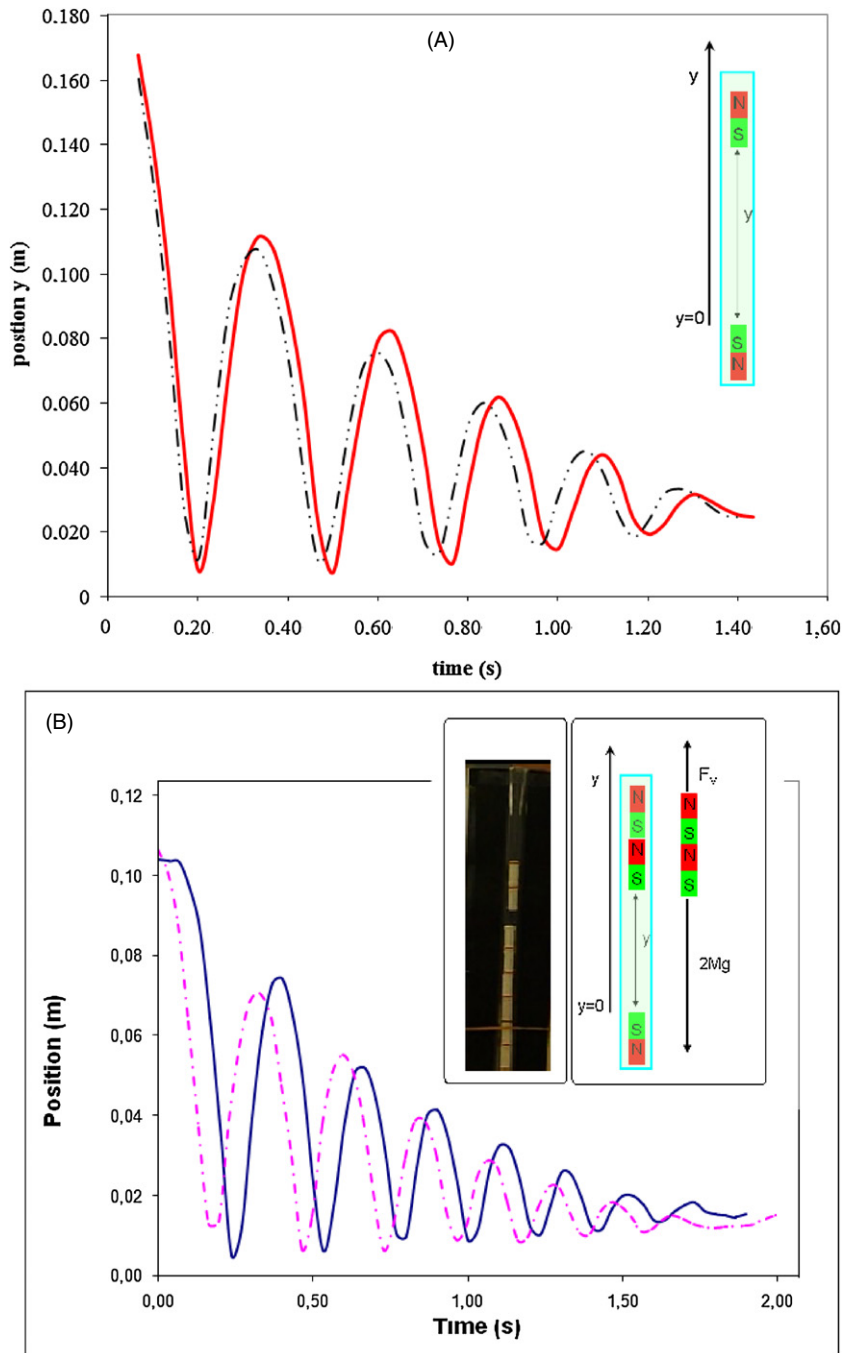 (A)
postion y (m)
0.180
0.160
0.140
0.120
0.100
0.080
0.060
0.040
0.020
0
0
0.20
0.40
0.60
0.80
1.00
1.20
1.40
1,60
time (s)
y
N
S
y
y=0
S
N
(B)
Position (m)
0,12
0,10
0,08
0,06
0,04
0,02
0,00
0,00
0,50
1,00
1,50
2,00
Time (s)
y
N
S
N
S
y
y=0
S
N
Fv
N
S
N
S
2Mg